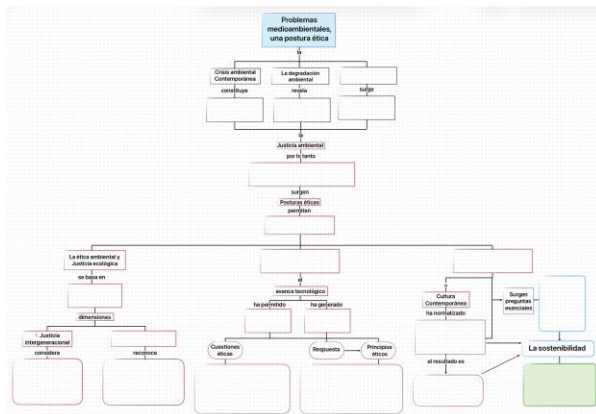 Problemas
medioambientales,
una postura ética
la
Crisis ambiental
Contemporánea
La degradación
ambiental
constituye
revela
surge
la
Justicia ambiental
por lo tanto
surgen
Posturas éticas
permiten
La ética ambiental y
Justicia ecológica
se basa en
dimensiones
Justicia
intergeneracional
considera
reconoce
el
avance tecnológico
ha permitido
ha generado
Cuestiones
éticas
Respuesta
Principios
éticos
y
Cultura
Contemporánea
ha normalizado
el resultado es
Surgen
preguntas
esenciales
La sostenibilidad